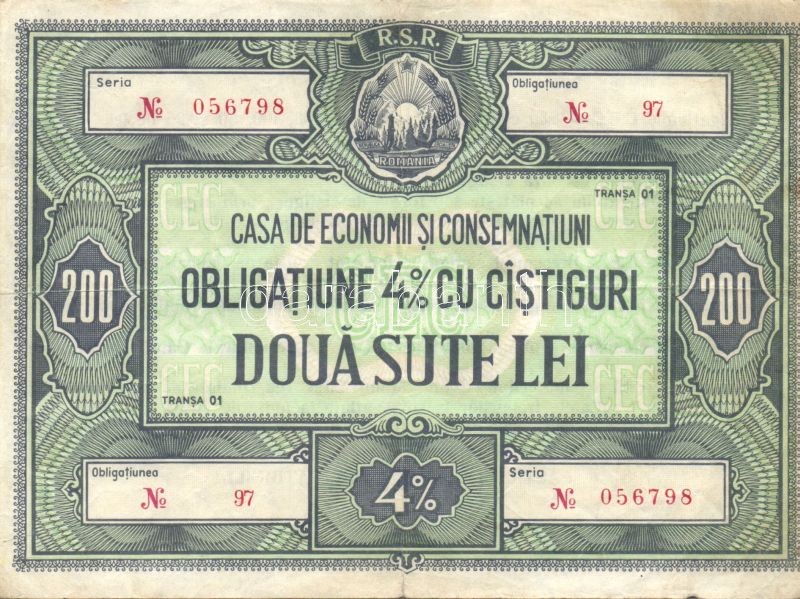 R.S.R.
Seria
№ 056798
Obligațiunea
№ 97
ROMÂNIA
CEC CEC
TRANȘA 01
CASA DE ECONOMII ȘI CONSEMNAȚIUNI
200 OBLIGAȚIUNE 4% CU CÎȘTIGURI 200
DOUĂ SUTE LEI
CEC
TRANȘA 01
Obligațiunea
№ 97
4%
Seria
№ 056798